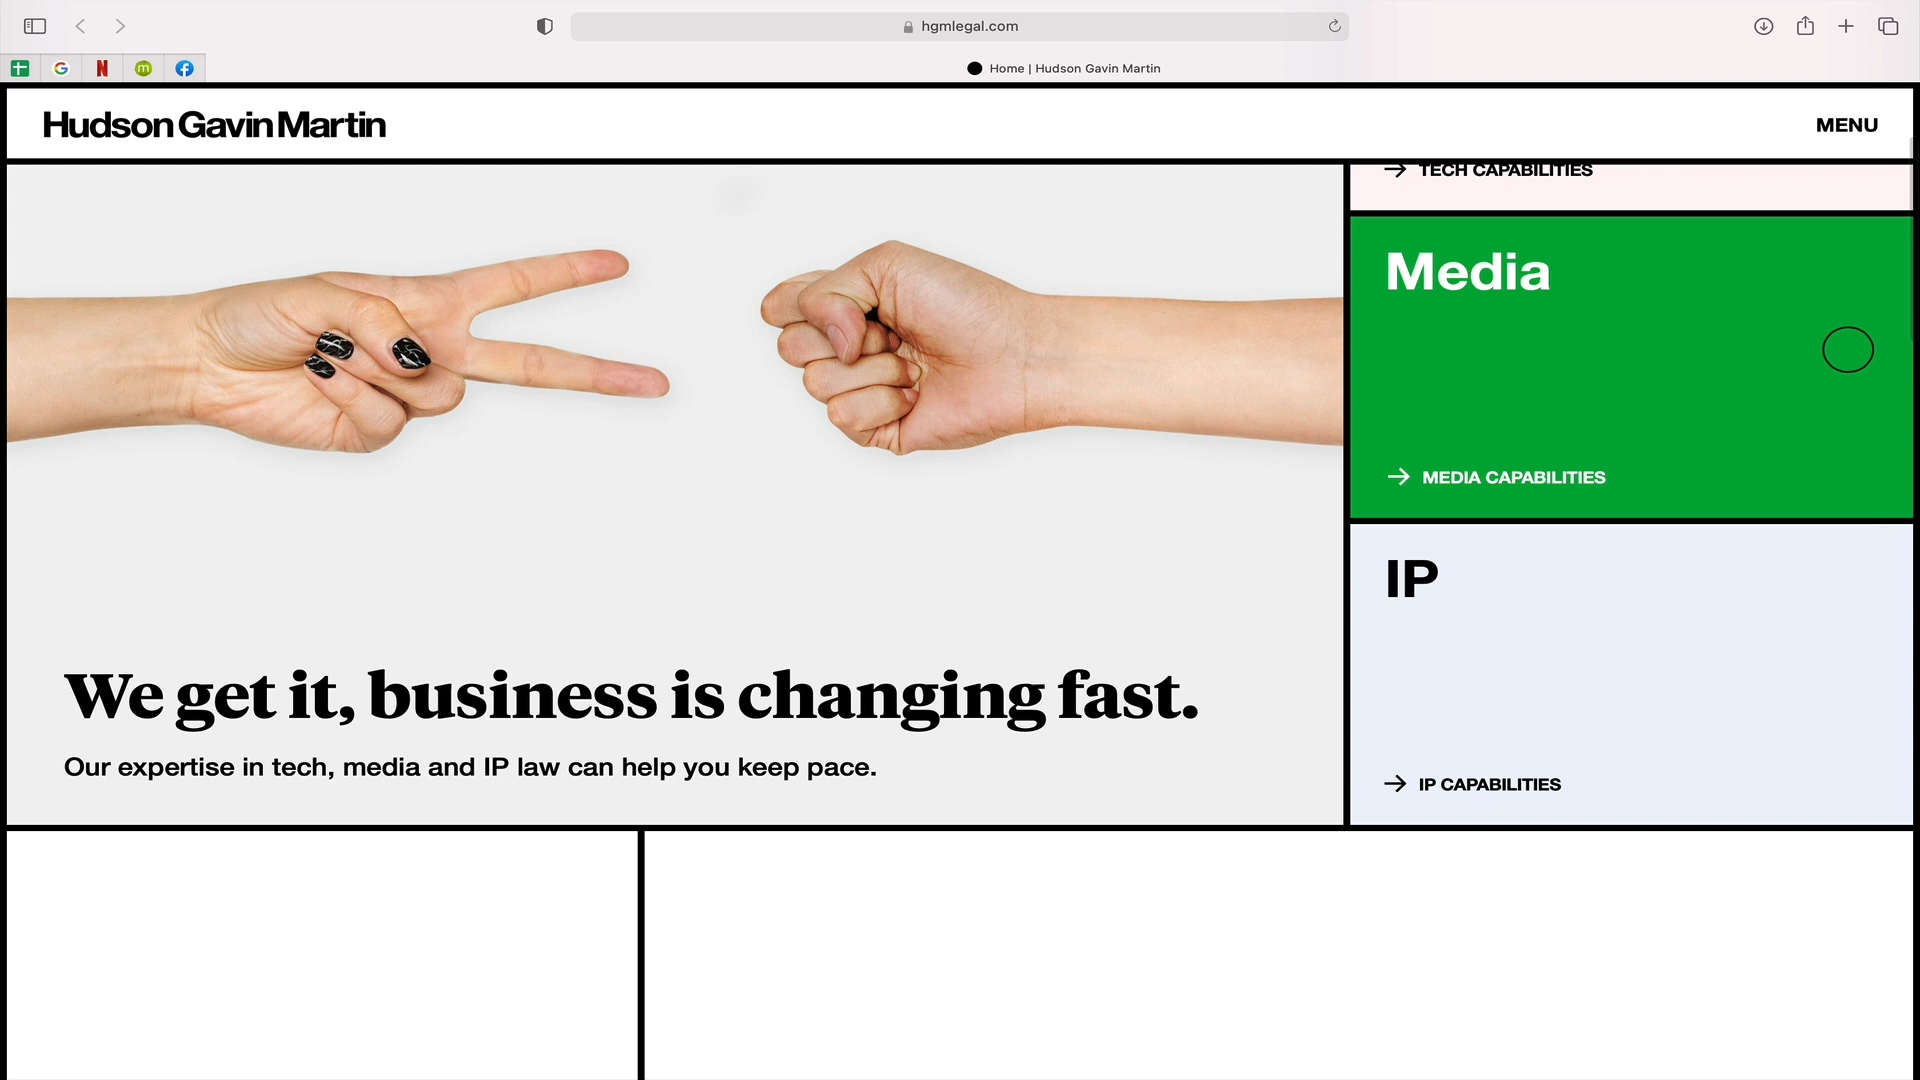 hgmlegal.com
Home | Hudson Gavin Martin
Hudson Gavin Martin
MENU
TECH CAPABILITIES
Media
MEDIA CAPABILITIES
IP
IP CAPABILITIES
We get it, business is changing fast.
Our expertise in tech, media and IP law can help you keep pace.